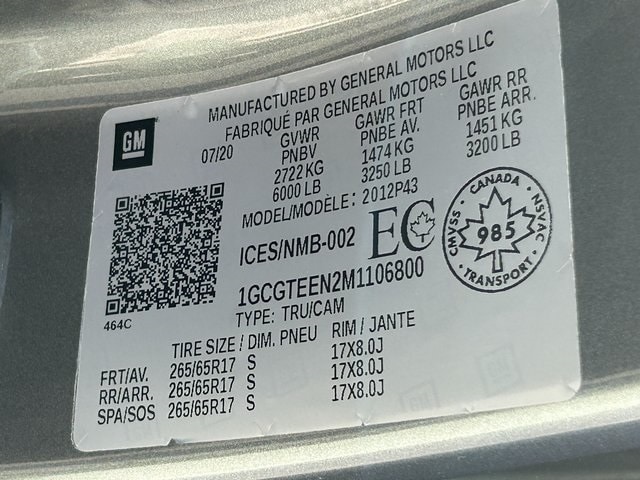 MANUFACTURED BY GENERAL MOTORS LLC
FABRIQUÉ PAR GENERAL MOTORS LLC
GM
07/20
GVWR GAWR FRT GAWR RR
PNBV PNBE AV. PNBE ARR.
2722 KG 1474 KG 1451 KG
6000 LB 3250 LB 3200 LB
MODEL/MODÈLE: 2012P43
ICES/NMB-002 EC
CANADA
CMVSS 985 NSVAC
TRANSPORT
1GCGTEEN2M1106800
TYPE: TRU/CAM
464C
TIRE SIZE / DIM. PNEU RIM / JANTE
FRT/AV. 265/65R17 S 17X8.0J
RR/ARR. 265/65R17 S 17X8.0J
SPA/SOS 265/65R17 S 17X8.0J